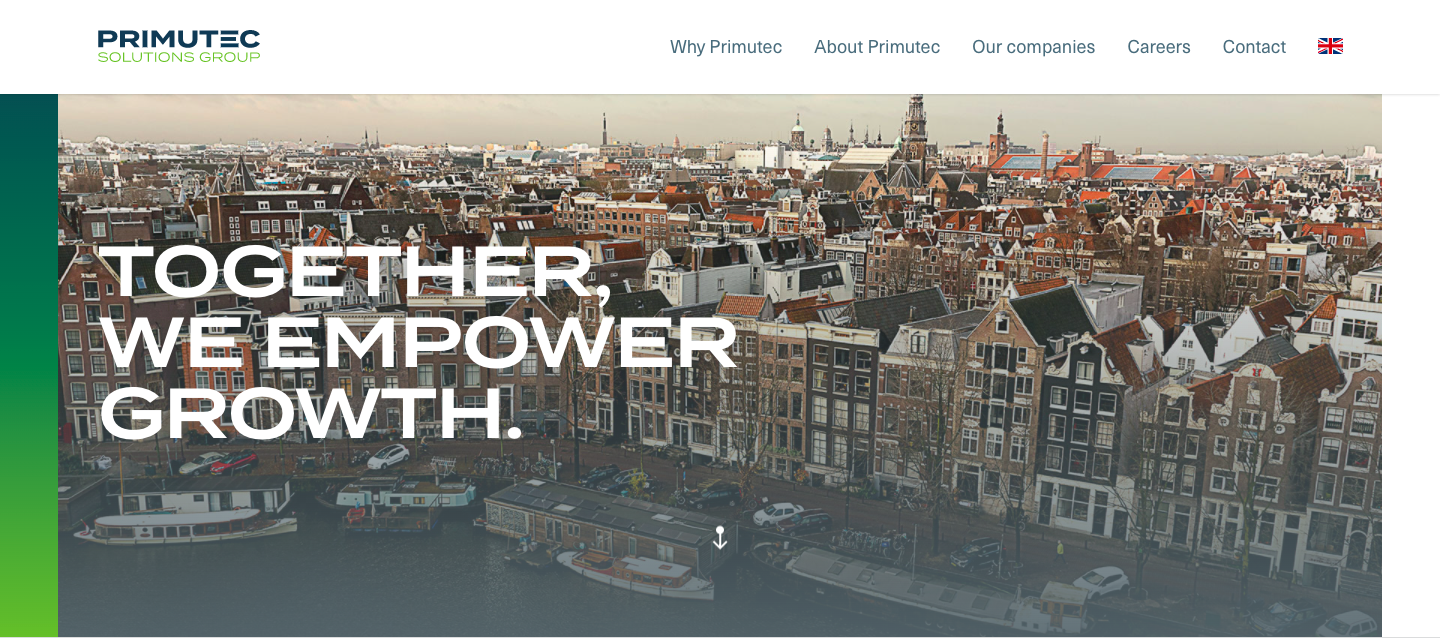 PRIMUTEC
SOLUTIONS GROUP
Why Primutec
About Primutec
Our companies
Careers
Contact
TOGETHER,
WE EMPOWER
GROWTH.